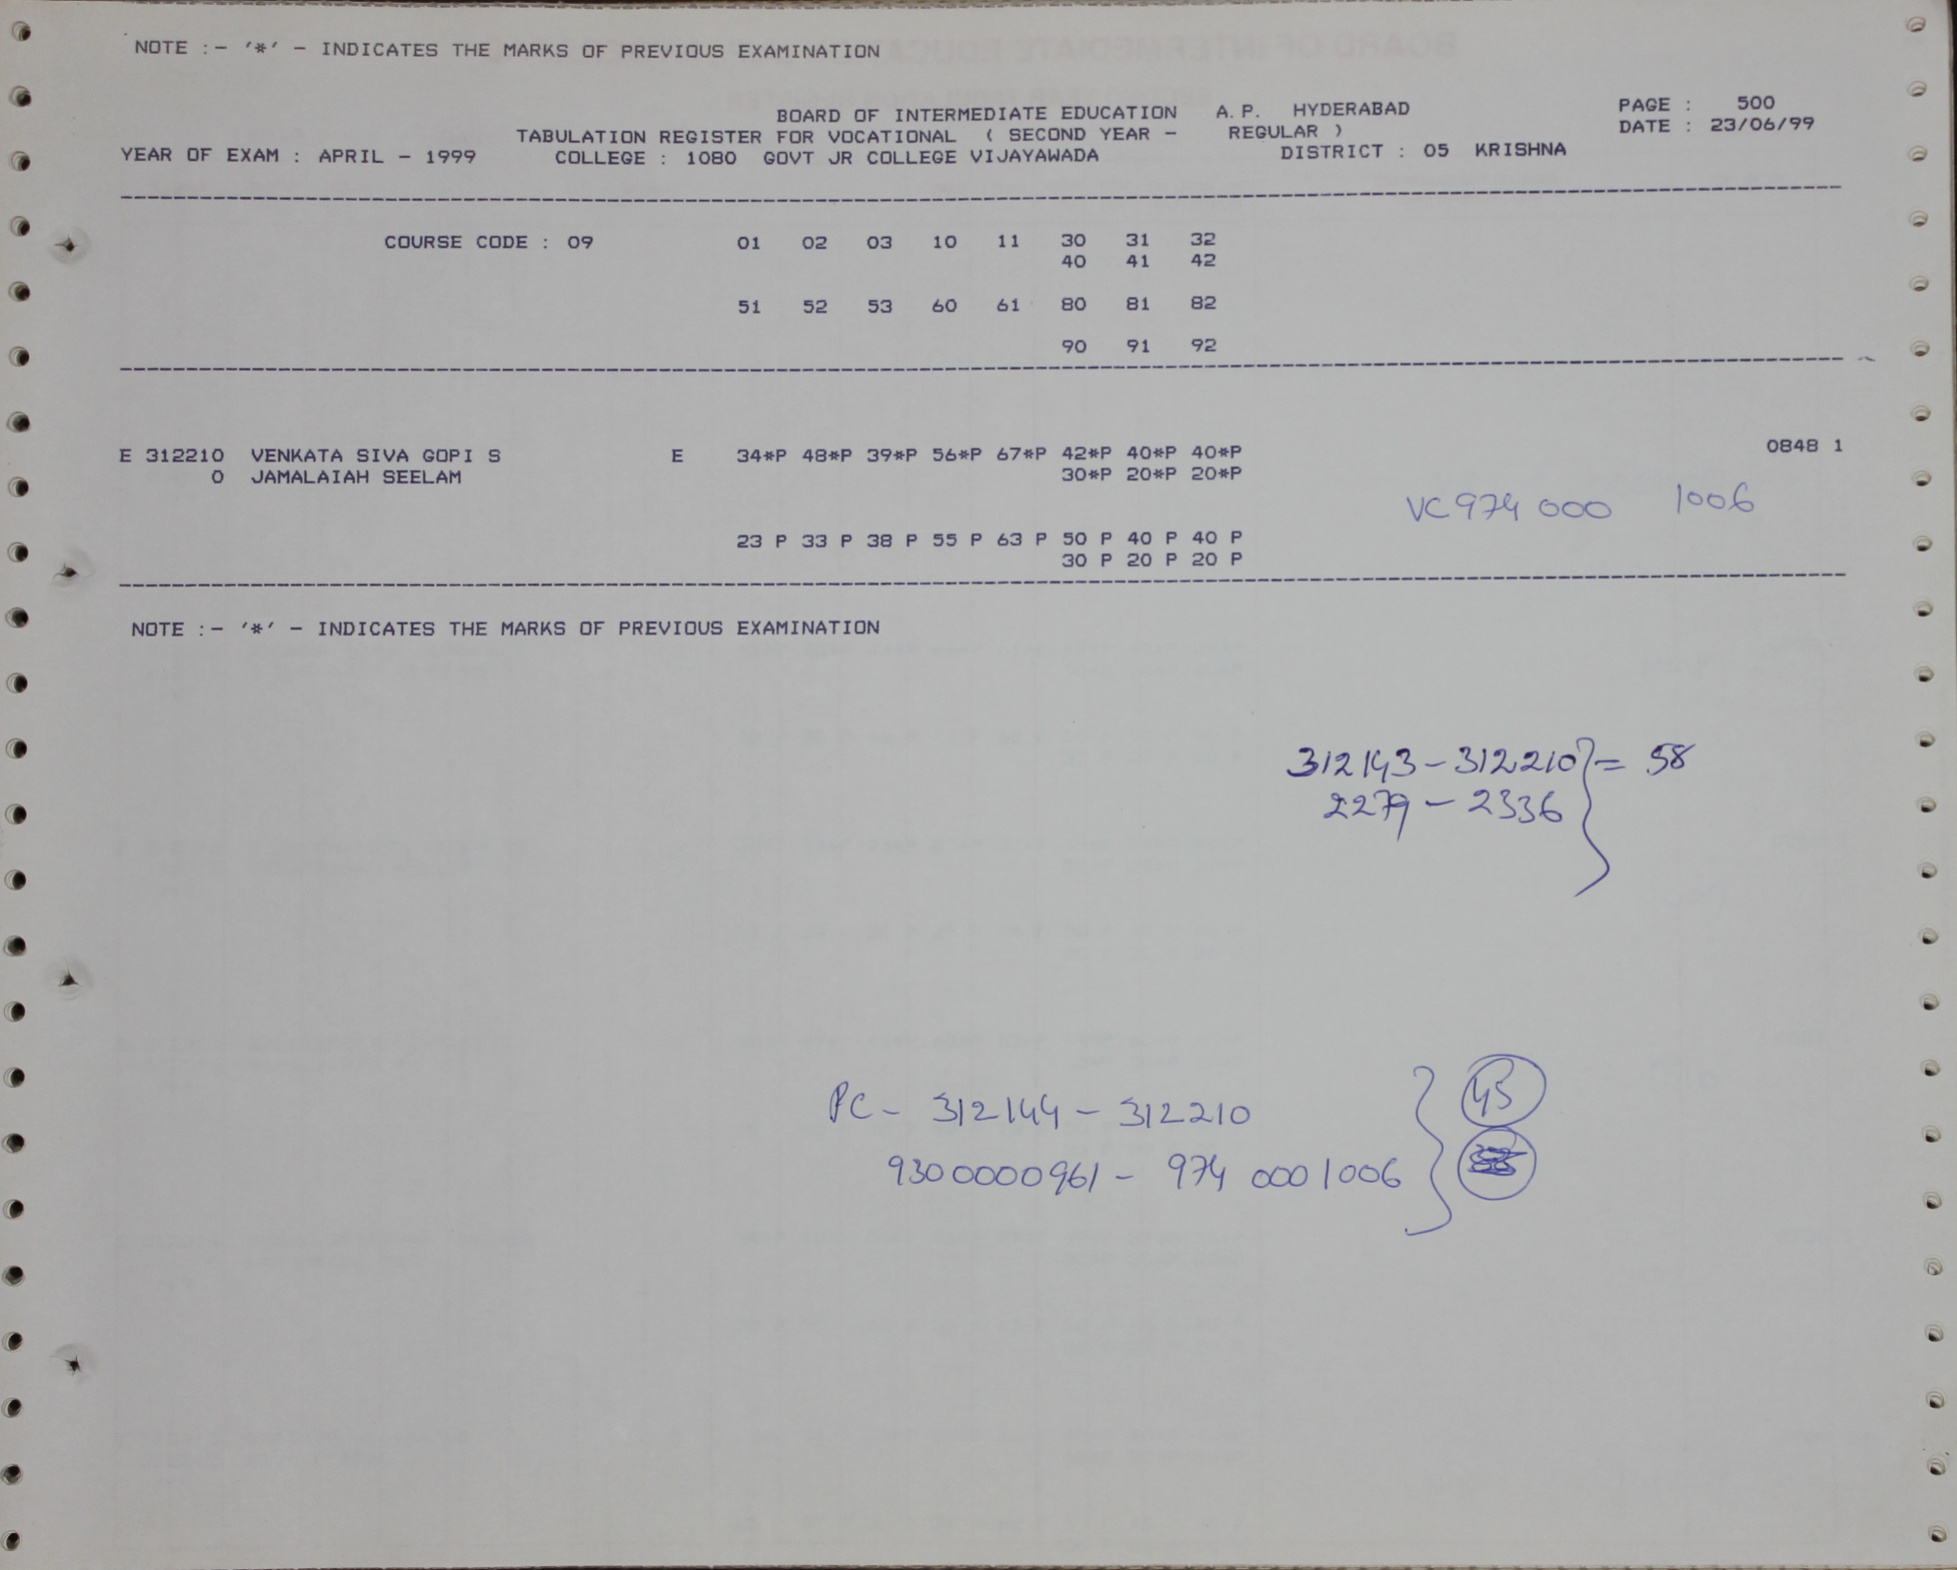 NOTE :- '*' - INDICATES THE MARKS OF PREVIOUS EXAMINATION
BOARD OF INTERMEDIATE EDUCATION A.P. HYDERABAD PAGE : 500
TABULATION REGISTER FOR VOCATIONAL ( SECOND YEAR - REGULAR ) DATE : 23/06/99
YEAR OF EXAM : APRIL - 1999 COLLEGE : 1080 GOVT JR COLLEGE VIJAYAWADA DISTRICT : 05 KRISHNA
COURSE CODE : 09 01 02 03 10 11 30 31 32
40 41 42
51 52 53 60 61 80 81 82
90 91 92
E 312210 VENKATA SIVA GOPI S E 34*P 48*P 39*P 56*P 67*P 42*P 40*P 40*P 0848 1
0 JAMALAIAH SEELAM 30*P 20*P 20*P
VC974 000 1006
23 P 33 P 38 P 55 P 63 P 50 P 40 P 40 P
30 P 20 P 20 P
NOTE :- '*' - INDICATES THE MARKS OF PREVIOUS EXAMINATION
312143 - 312210 } = 58
2279 - 2336
PC - 312144 - 312210 } 45
9300000961 - 974 0001006